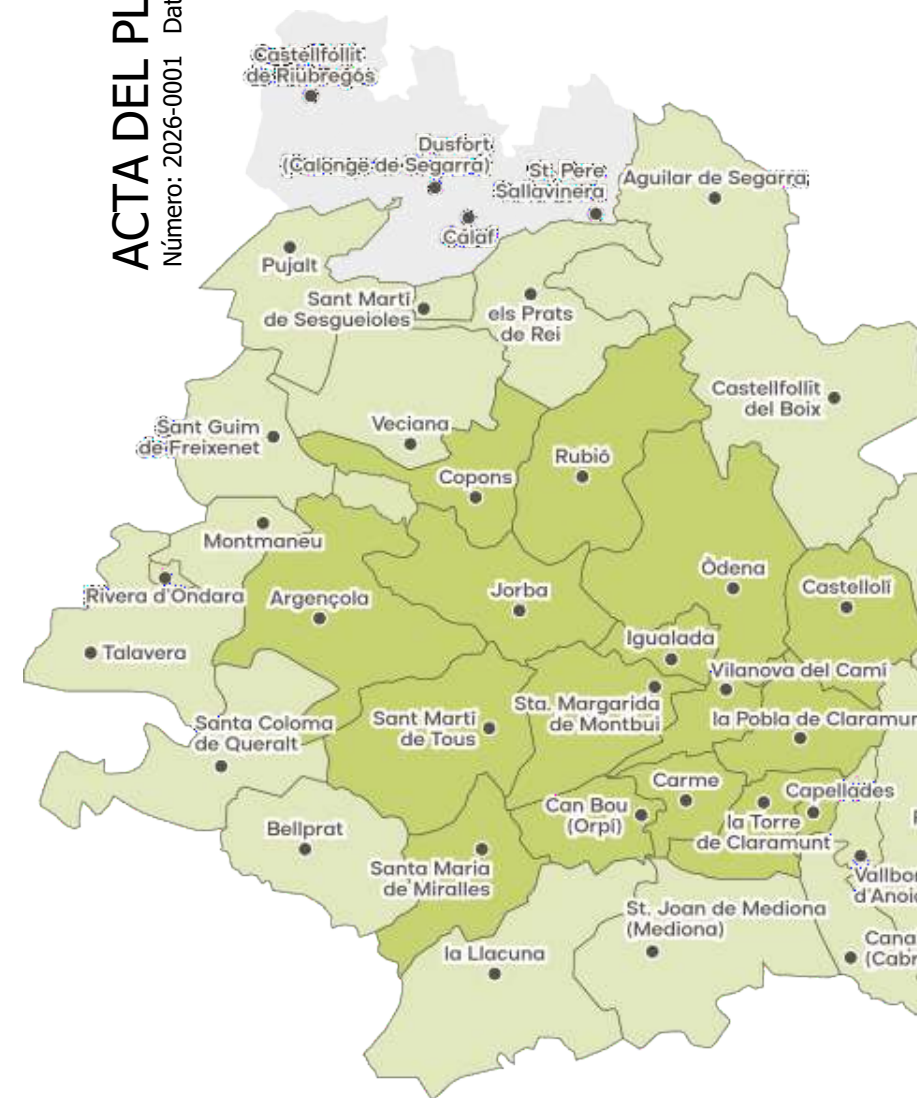 ACTA DEL PL
Número: 2026-0001 Dat
Castellfollit
de Riubregós
Dusfort
(Calonge de Segarra)
St. Pere
Sallavinera
Aguilar de Segarra
Calaf
Pujalt
Sant Martí
de Sesgueioles
els Prats
de Rei
Castellfollit
del Boix
Sant Guim
de Freixenet
Veciana
Rubió
Copons
Montmaneu
Òdena
Rivera d'Ondara
Argençola
Jorba
Castellolí
Igualada
Talavera
Vilanova del Camí
Santa Coloma
de Queralt
Sant Martí
de Tous
Sta. Margarida
de Montbui
la Pobla de Claramun
Carme
Capellades
Can Bou
(Orpí)
la Torre
de Claramunt
Bellprat
Santa Maria
de Miralles
Vallbon
d'Anoia
St. Joan de Mediona
(Mediona)
la Llacuna
Cana
(Cabr